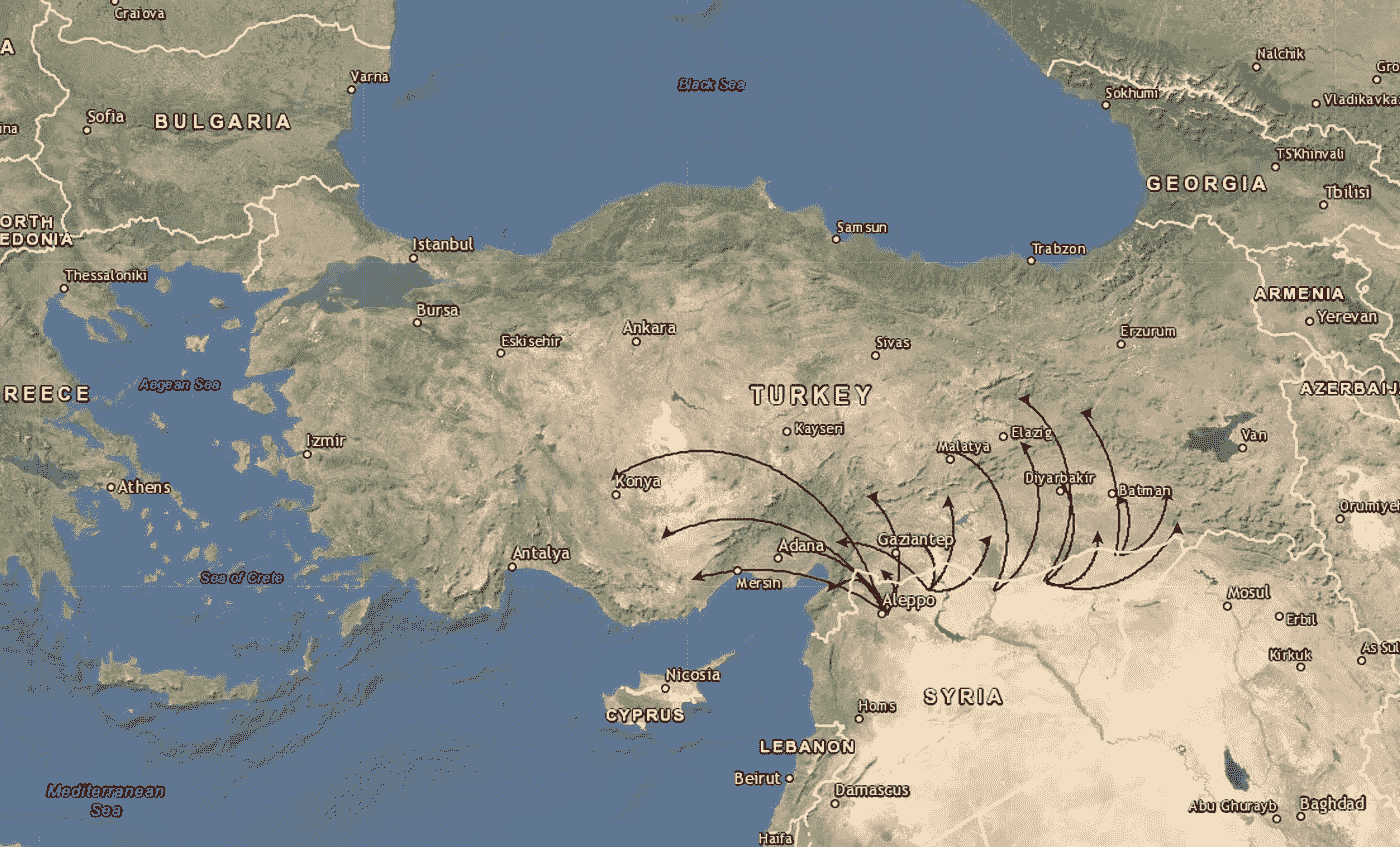 Craiova
Nalchik
Gro
A
Varna
Black Sea
Sokhumi
Vladikavka
Sofia
BULGARIA
ina
TSKhinvali
GEORGIA
Tbilisi
ORTH
EDONIA
Samsun
Istanbul
Trabzon
Thessaloniki
ARMENIA
Bursa
Yerevan
Ankara
Erzurum
Eskisehir
Sivas
Aegean Sea
REECE
TURKEY
AZERBAIJ
Kayseri
Elazig
Izmir
Van
Malatya
Konya
Diyarbakir
Athens
Batman
Orumiyeh
Gaziantep
Adana
Antalya
Sea of Crete
Mersin
Mosul
Aleppo
Erbil
Kirkuk
As Sul
Nicosia
SYRIA
Homs
CYPRUS
LEBANON
Beirut
Mediterranean
Sea
Damascus
Abu Ghurayb
Baghdad
Haifa